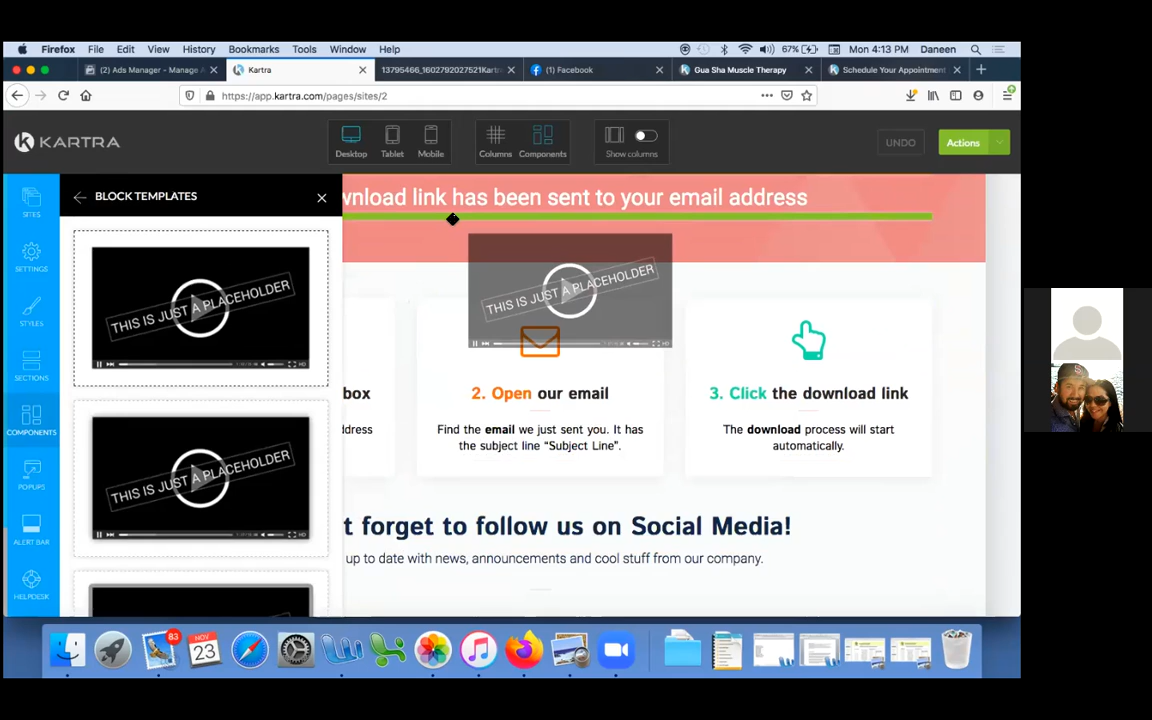 Firefox File Edit View History Bookmarks Tools Window Help 67% Mon 4:13 PM Daneen
(2) Ads Manager - Manage A
Kartra
13795466_1602792027521Kartr
(1) Facebook
Gua Sha Muscle Therapy
Schedule Your Appointment
https://app.kartra.com/pages/sites/2
KARTRA
Desktop Tablet Mobile Columns Components Show columns UNDO Actions
BLOCK TEMPLATES
SITES
SETTINGS
STYLES
SECTIONS
COMPONENTS
POPUPS
ALERT BAR
HELPDESK
THIS IS JUST A PLACEHOLDER
THIS IS JUST A PLACEHOLDER
wnload link has been sent to your email address
THIS IS JUST A PLACEHOLDER
box
ddress
2. Open our email
Find the email we just sent you. It has
the subject line “Subject Line”.
3. Click the download link
The download process will start
automatically.
t forget to follow us on Social Media!
up to date with news, announcements and cool stuff from our company.
83
NOV
23